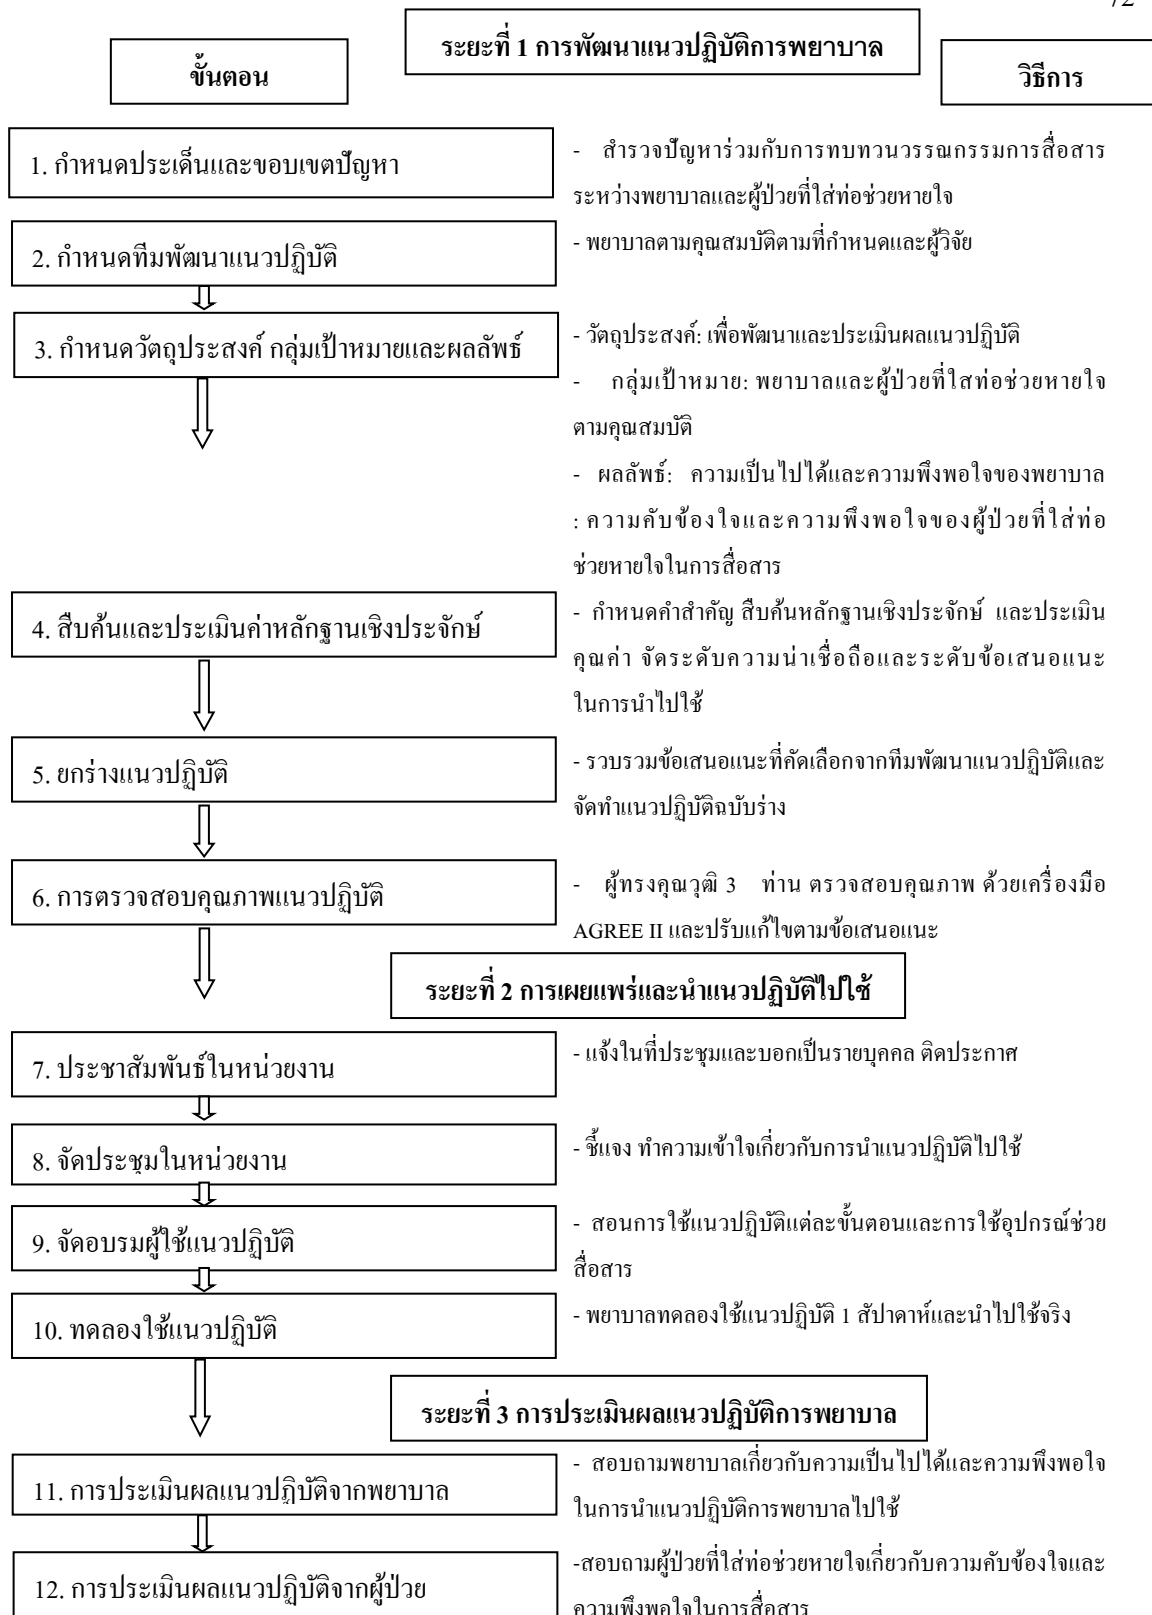 72
ระยะที่ 1 การพัฒนาแนวปฏิบัติการพยาบาล
ขั้นตอน
วิธีการ
1. กำหนดประเด็นและขอบเขตปัญหา
- สำรวจปัญหาร่วมกับการทบทวนวรรณกรรมการสื่อสาร
ระหว่างพยาบาลและผู้ป่วยที่ใส่ท่อช่วยหายใจ
2. กำหนดทีมพัฒนาแนวปฏิบัติ
- พยาบาลตามคุณสมบัติตามที่กำหนดและผู้วิจัย
3. กำหนดวัตถุประสงค์ กลุ่มเป้าหมายและผลลัพธ์
- วัตถุประสงค์: เพื่อพัฒนาและประเมินผลแนวปฏิบัติ
- กลุ่มเป้าหมาย: พยาบาลและผู้ป่วยที่ใสท่อช่วยหายใจ
ตามคุณสมบัติ
- ผลลัพธ์: ความเป็นไปได้และความพึงพอใจของพยาบาล
: ความคับข้องใจและความพึงพอใจของผู้ป่วยที่ใส่ท่อ
ช่วยหายใจในการสื่อสาร
4. สืบค้นและประเมินค่าหลักฐานเชิงประจักษ์
- กำหนดคำสำคัญ สืบค้นหลักฐานเชิงประจักษ์ และประเมิน
คุณค่า จัดระดับความน่าเชื่อถือและระดับข้อเสนอแนะ
ในการนำไปใช้
5. ยกร่างแนวปฏิบัติ
- รวบรวมข้อเสนอแนะที่คัดเลือกจากทีมพัฒนาแนวปฏิบัติและ
จัดทำแนวปฏิบัติฉบับร่าง
6. การตรวจสอบคุณภาพแนวปฏิบัติ
- ผู้ทรงคุณวุฒิ 3 ท่าน ตรวจสอบคุณภาพ ด้วยเครื่องมือ
AGREE II และปรับแก้ไขตามข้อเสนอแนะ
ระยะที่ 2 การเผยแพร่และนำแนวปฏิบัติไปใช้
7. ประชาสัมพันธ์ในหน่วยงาน
- แจ้งในที่ประชุมและบอกเป็นรายบุคคล ติดประกาศ
8. จัดประชุมในหน่วยงาน
- ชี้แจง ทำความเข้าใจเกี่ยวกับการนำแนวปฏิบัติไปใช้
9. จัดอบรมผู้ใช้แนวปฏิบัติ
- สอนการใช้แนวปฏิบัติแต่ละขั้นตอนและการใช้อุปกรณ์ช่วย
สื่อสาร
10. ทดลองใช้แนวปฏิบัติ
- พยาบาลทดลองใช้แนวปฏิบัติ 1 สัปดาห์และนำไปใช้จริง
ระยะที่ 3 การประเมินผลแนวปฏิบัติการพยาบาล
11. การประเมินผลแนวปฏิบัติจากพยาบาล
- สอบถามพยาบาลเกี่ยวกับความเป็นไปได้และความพึงพอใจ
ในการนำแนวปฏิบัติการพยาบาลไปใช้
12. การประเมินผลแนวปฏิบัติจากผู้ป่วย
-สอบถามผู้ป่วยที่ใส่ท่อช่วยหายใจเกี่ยวกับความคับข้องใจและ
ความพึงพอใจในการสื่อสาร